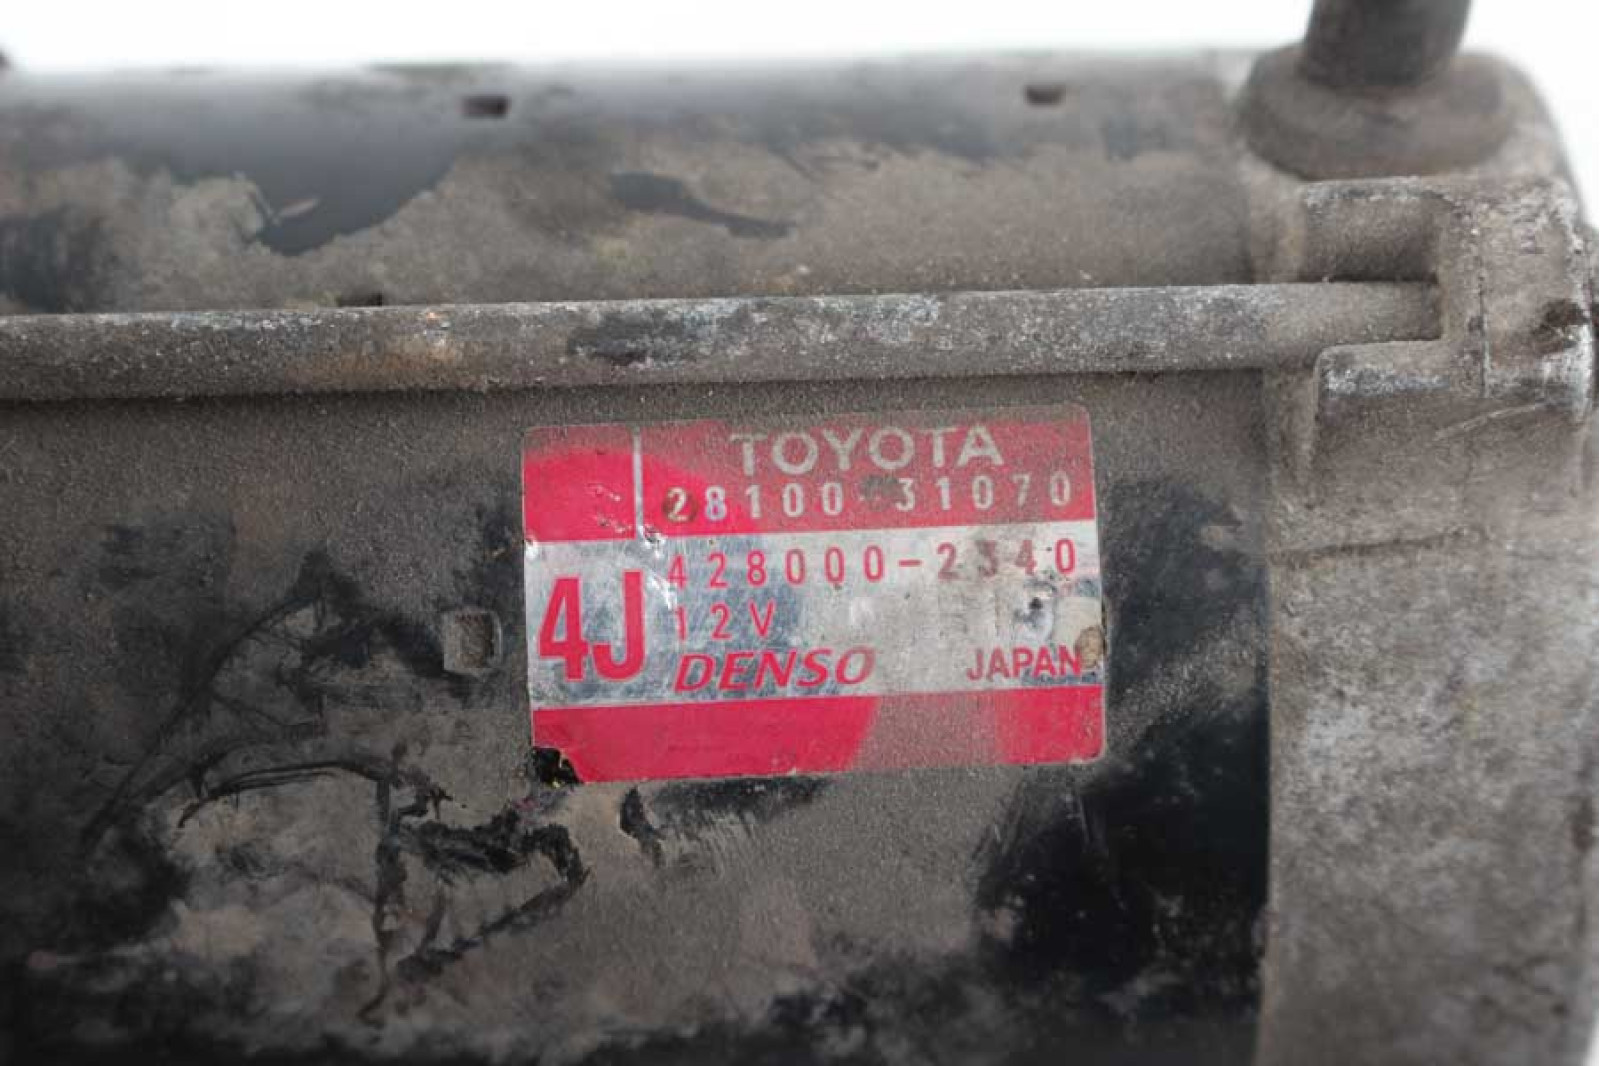 TOYOTA
28100-31070
428000-2340
4J
12V
DENSO JAPAN